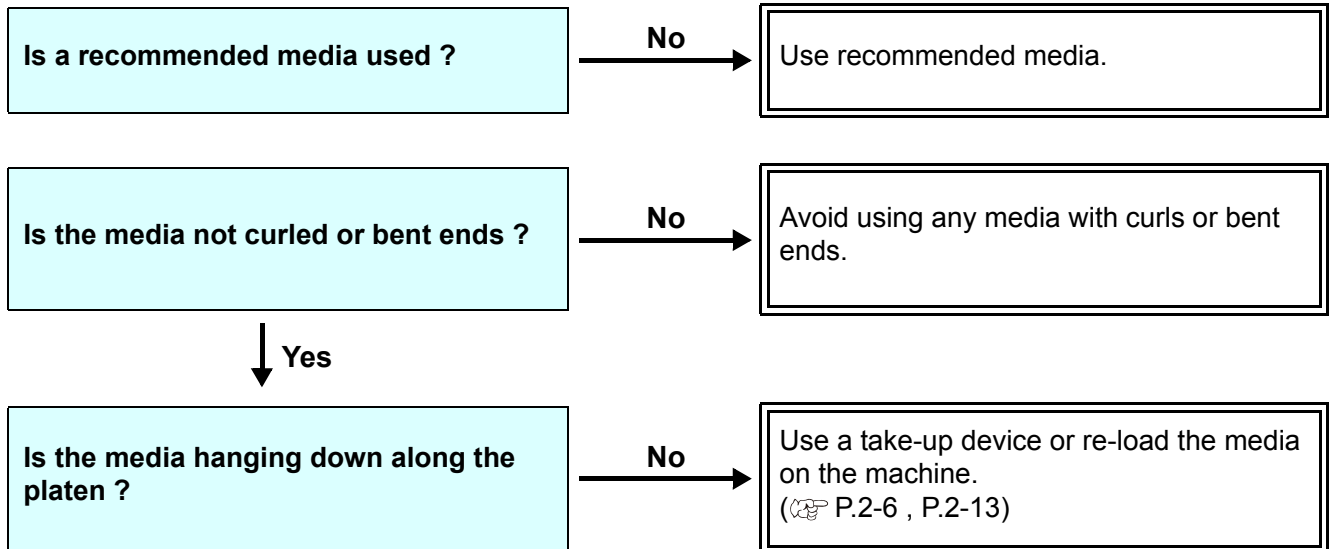 Is a recommended media used ?
No
Use recommended media.
Is the media not curled or bent ends ?
No
Avoid using any media with curls or bent
ends.
Yes
Is the media hanging down along the
platen ?
No
Use a take-up device or re-load the media
on the machine.
(☞ P.2-6 , P.2-13)